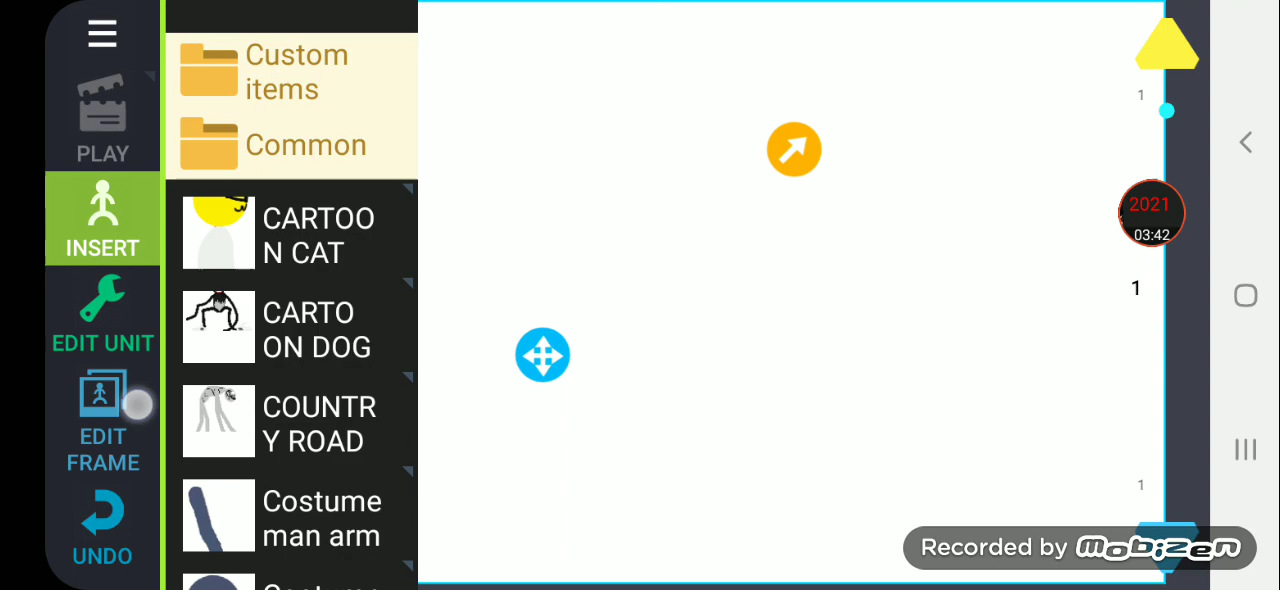 PLAY
INSERT
EDIT UNIT
EDIT
FRAME
UNDO
Custom
items
Common
CARTOO
N CAT
CARTO
ON DOG
COUNTR
Y ROAD
Costume
man arm
1
2021
03:42
1
1
Recorded by mobizen